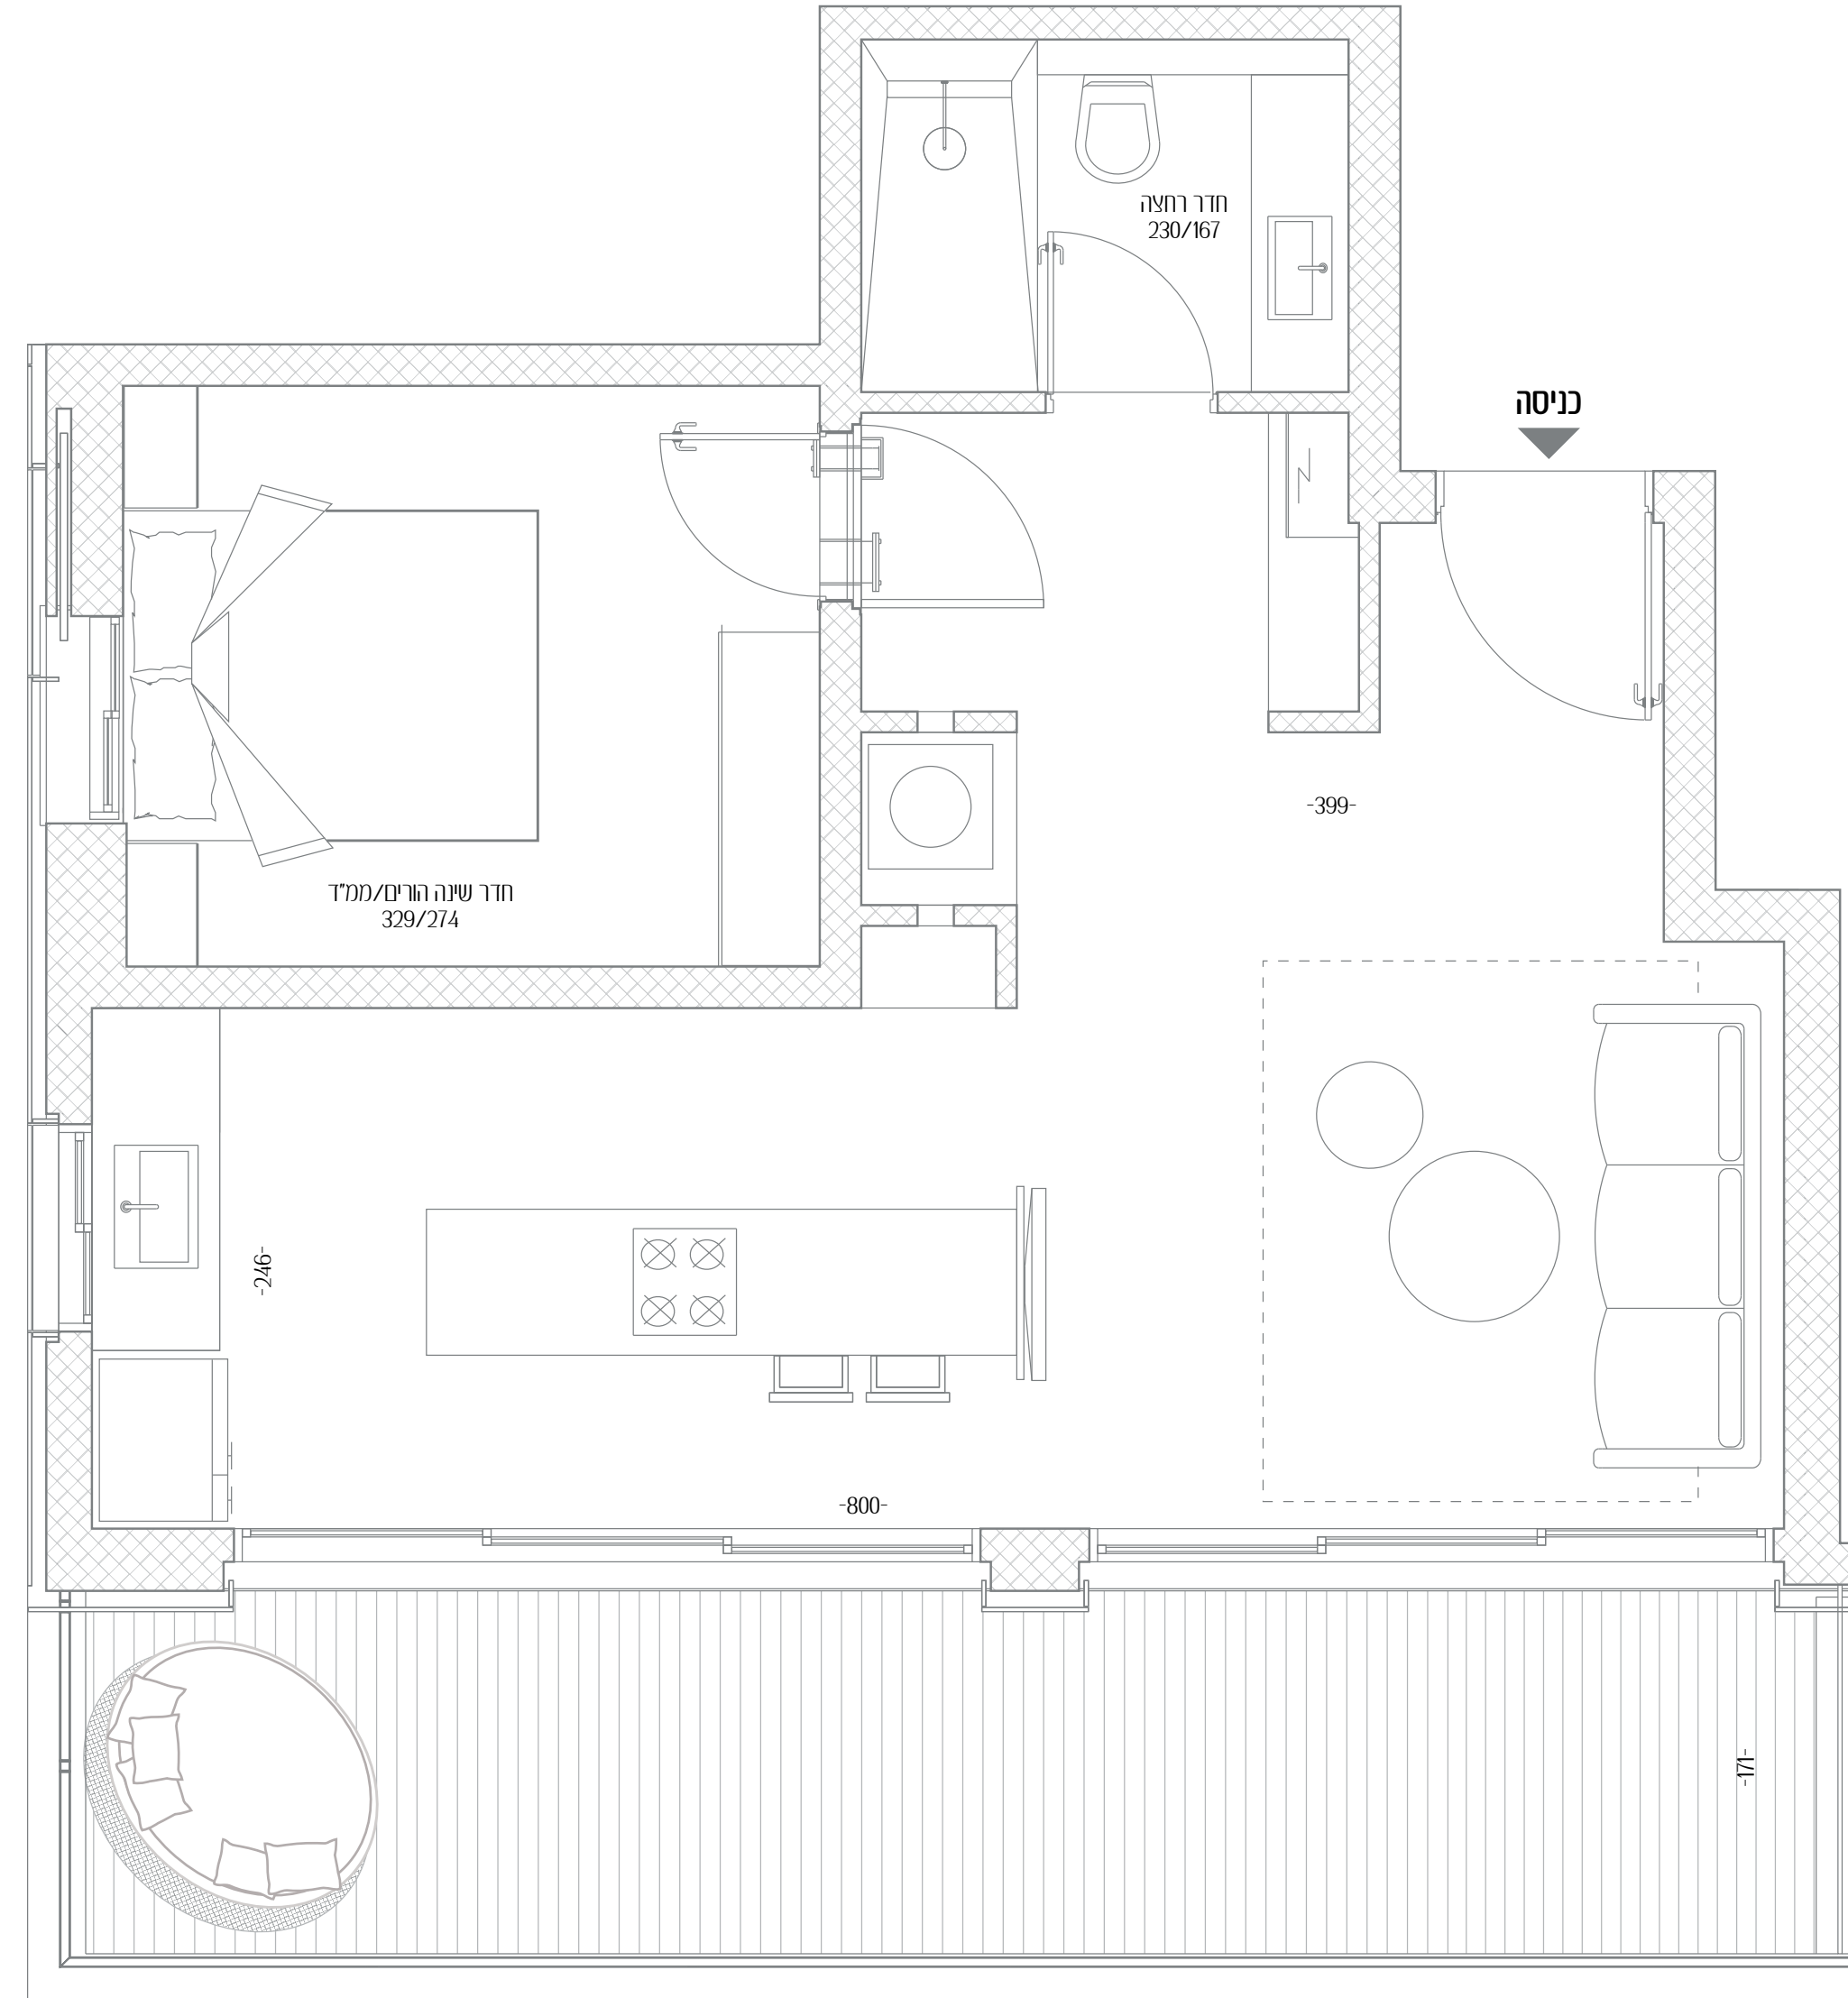 חדר רחצה
230/167
כניסה
-399-
חדר שינה הורים/ממ"ד
329/274
-246-
-800-
-171-